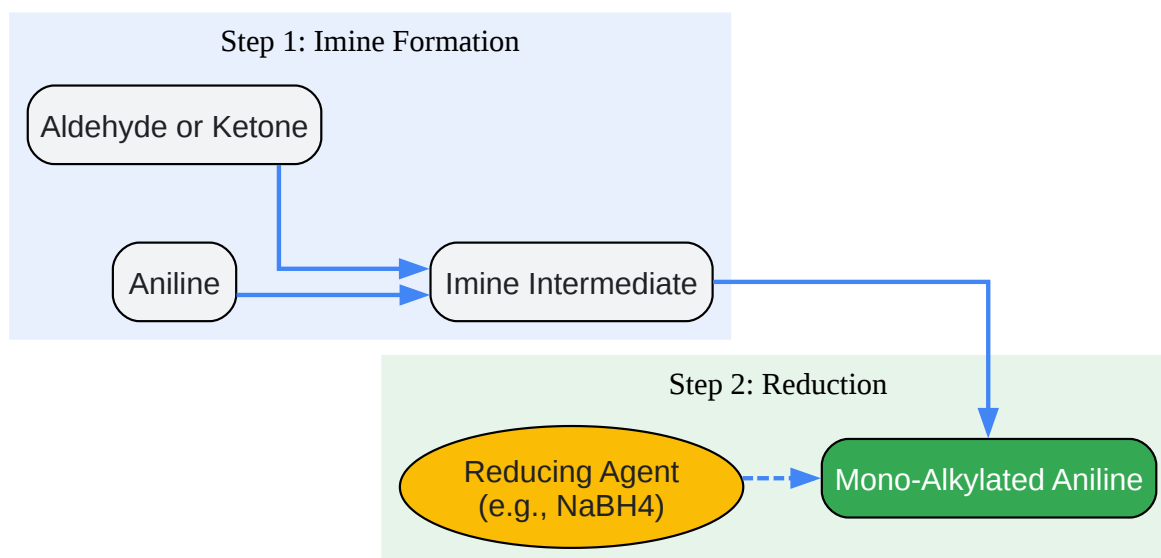 Step 1: Imine Formation
Aldehyde or Ketone
Aniline
Imine Intermediate
Step 2: Reduction
Reducing Agent
(e.g., NaBH4)
Mono-Alkylated Aniline